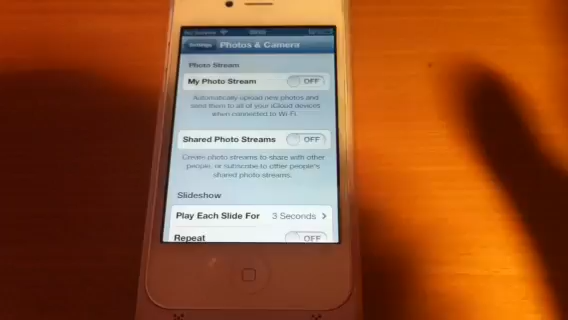 Settings
Photos & Camera
Photo Stream
My Photo Stream OFF
Automatically upload new photos and
send them to all of your iCloud devices
when connected to Wi-Fi.
Shared Photo Streams OFF
Create photo streams to share with other
people, or subscribe to other people's
shared photo streams.
Slideshow
Play Each Slide For 3 Seconds
Repeat OFF